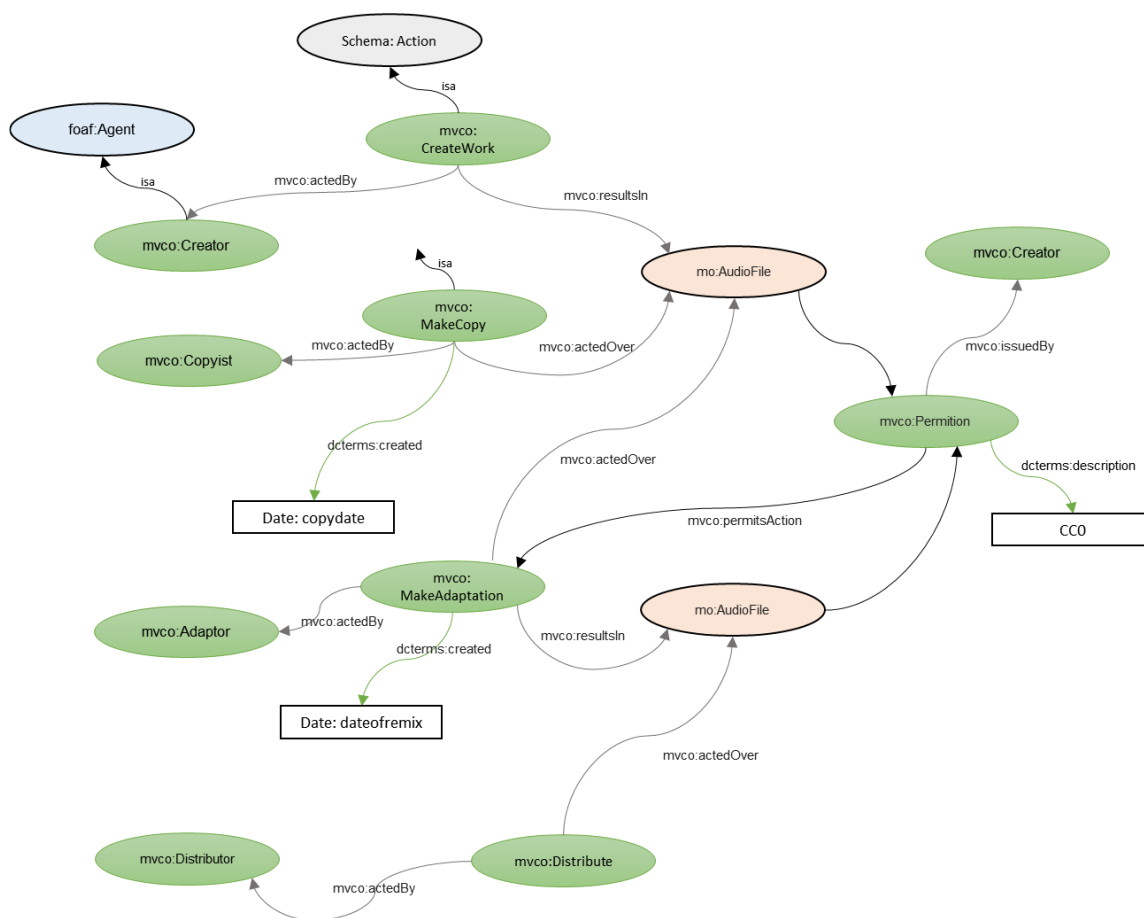 Schema: Action
isa
foaf:Agent
mvco:
CreateWork
isa
mvco:actedBy
mvco:resultsIn
mvco:Creator
mvco:Creator
isa
mo:AudioFile
mvco:
MakeCopy
mvco:actedBy
mvco:actedOver
mvco:issuedBy
mvco:Copyist
mvco:Permition
dcterms:created
mvco:actedOver
dcterms:description
Date: copydate
mvco:permitsAction
CC0
mvco:
MakeAdaptation
mo:AudioFile
mvco:actedBy
mvco:resultsIn
mvco:Adaptor
dcterms:created
Date: dateofremix
mvco:actedOver
mvco:Distributor
mvco:Distribute
mvco:actedBy